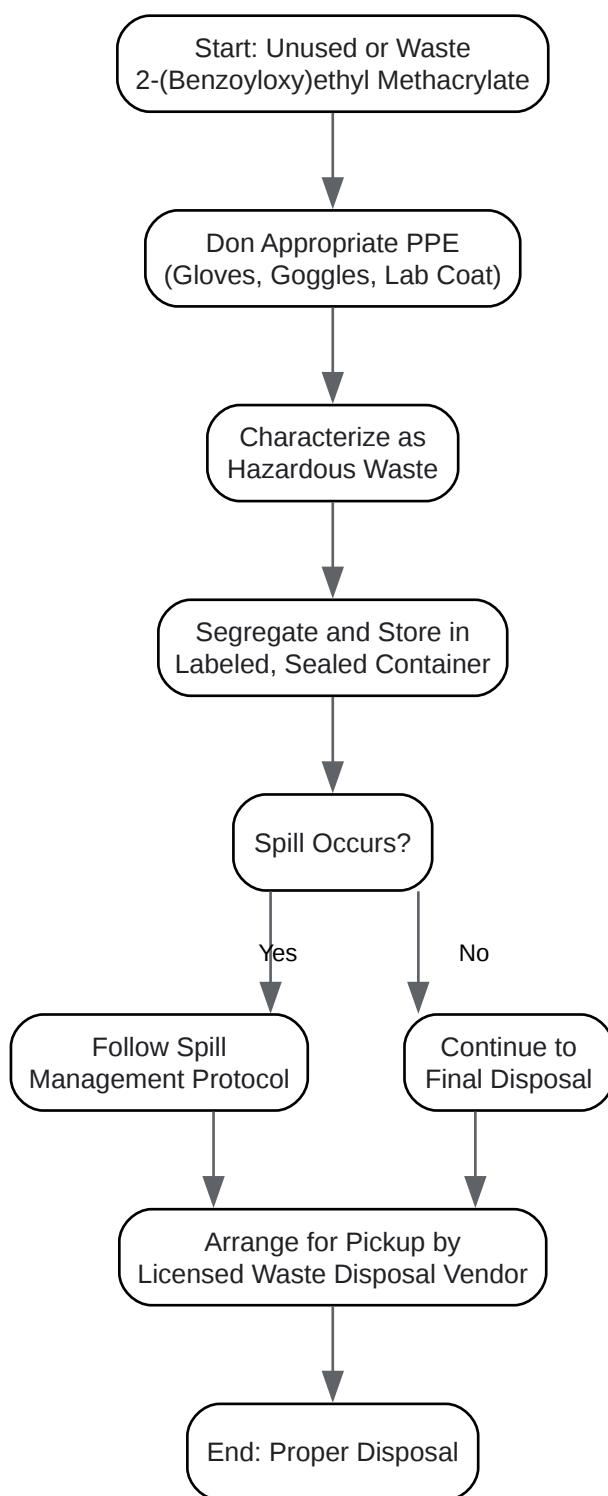 Start: Unused or Waste
2-(Benzoyloxy)ethyl Methacrylate
Don Appropriate PPE
(Gloves, Goggles, Lab Coat)
Characterize as
Hazardous Waste
Segregate and Store in
Labeled, Sealed Container
Spill Occurs?
Yes
No
Follow Spill
Management Protocol
Continue to
Final Disposal
Arrange for Pickup by
Licensed Waste Disposal Vendor
End: Proper Disposal